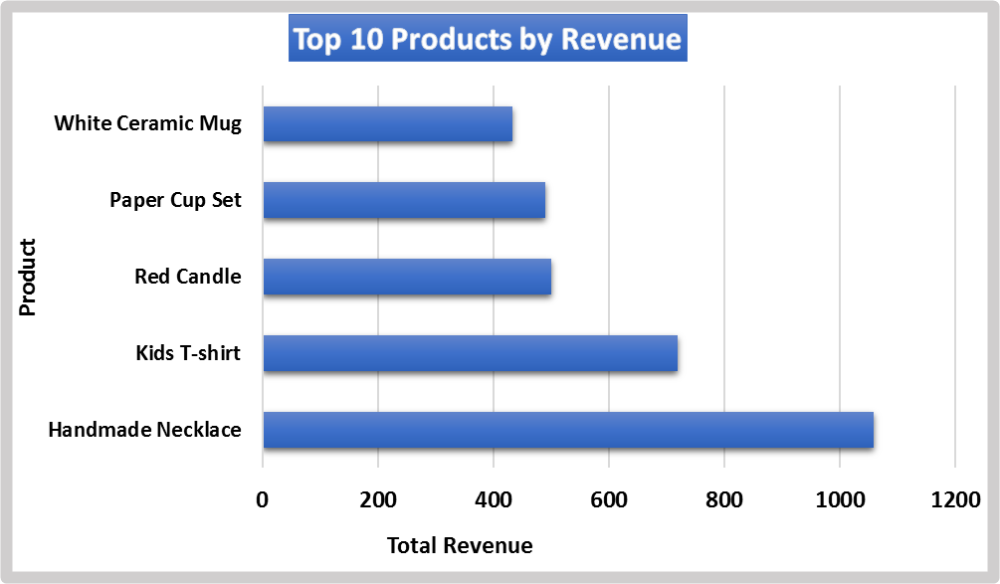 Top 10 Products by Revenue
White Ceramic Mug
Paper Cup Set
Red Candle
Kids T-shirt
Handmade Necklace
Product
0 200 400 600 800 1000 1200
Total Revenue